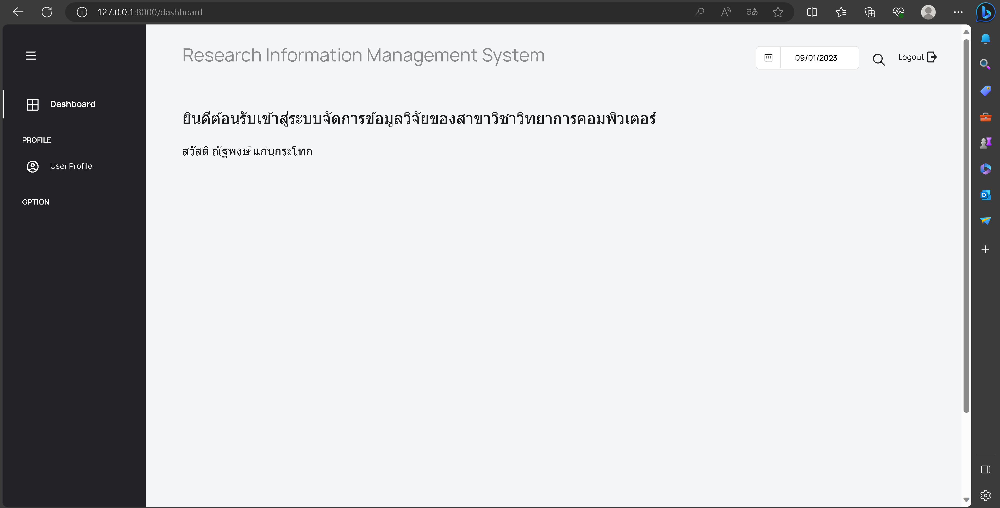 127.0.0.1:8000/dashboard
Research Information Management System
09/01/2023
Logout
Dashboard
ยินดีต้อนรับเข้าสู่ระบบจัดการข้อมูลวิจัยของสาขาวิชาวิทยาการคอมพิวเตอร์
PROFILE
สวัสดี ณัฐพงษ์ แก่นกระโทก
User Profile
OPTION